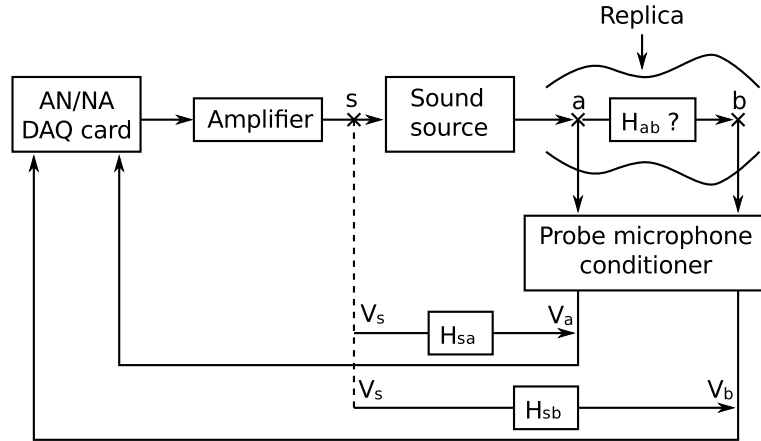 Replica
AN/NA
DAQ card
Amplifier
s
Sound
source
a
Hab ?
b
Probe microphone
conditioner
Vs
Hsa
Va
Vs
Hsb
Vb